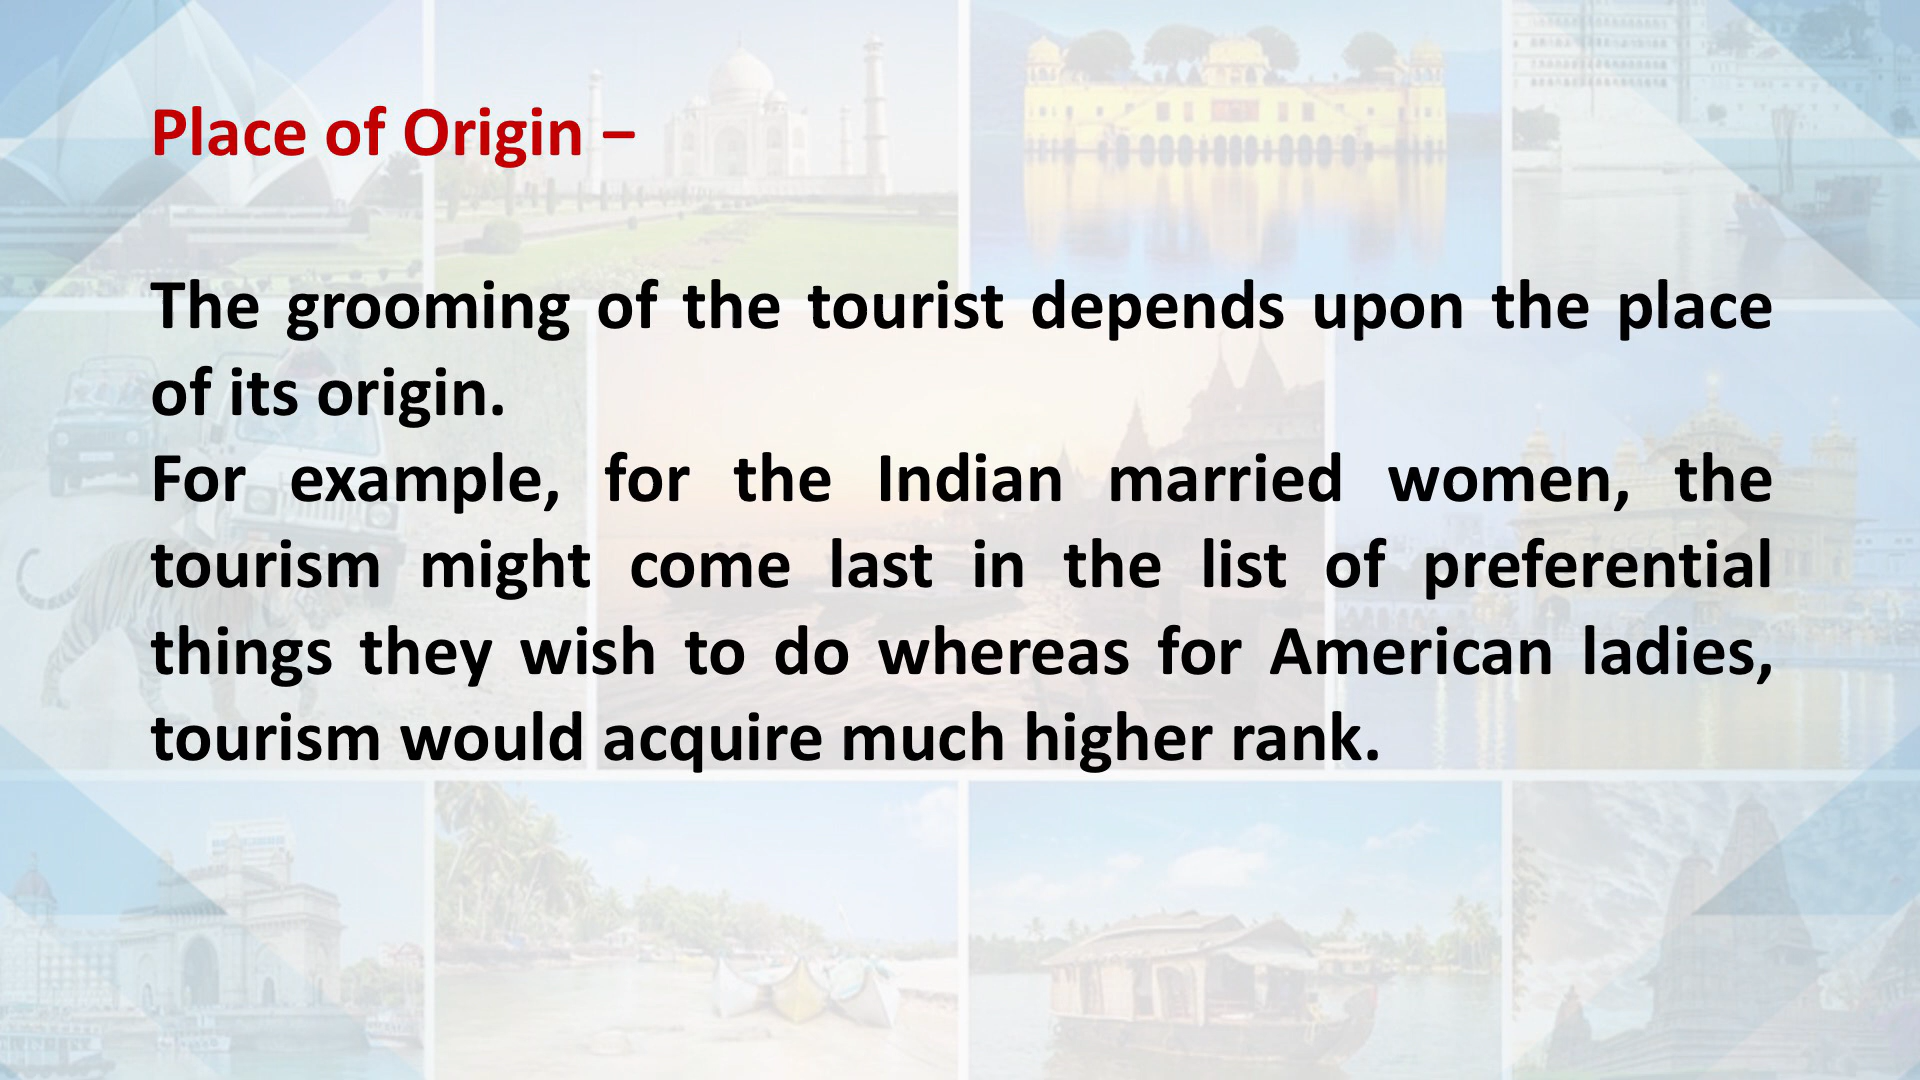 Place of Origin –
The grooming of the tourist depends upon the place
of its origin.
For example, for the Indian married women, the
tourism might come last in the list of preferential
things they wish to do whereas for American ladies,
tourism would acquire much higher rank.